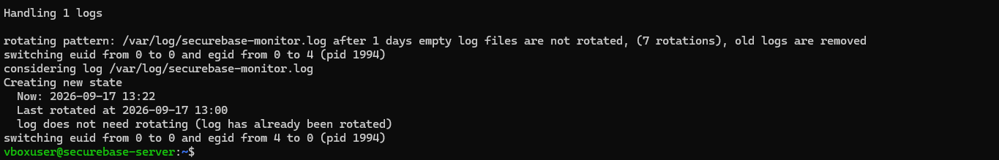 Handling 1 logs
rotating pattern: /var/log/securebase-monitor.log after 1 days empty log files are not rotated, (7 rotations), old logs are removed
switching euid from 0 to 0 and egid from 0 to 4 (pid 1994)
considering log /var/log/securebase-monitor.log
Creating new state
  Now: 2026-09-17 13:22
  Last rotated at 2026-09-17 13:00
  log does not need rotating (log has already been rotated)
switching euid from 0 to 0 and egid from 4 to 0 (pid 1994)
vboxuser@securebase-server:~$